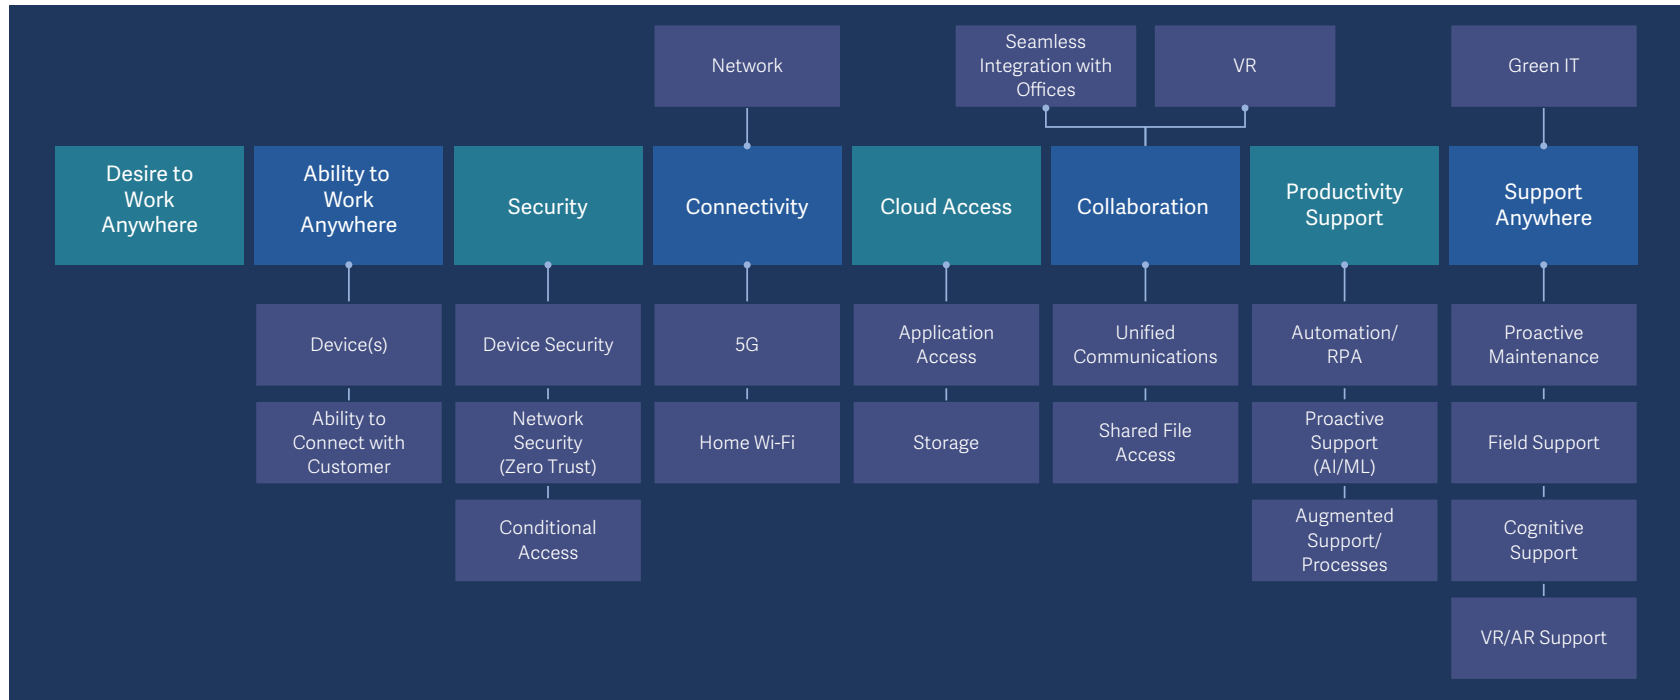 Network
Seamless
Integration with
Offices
VR
Green IT
Desire to
Work
Anywhere
Ability to
Work
Anywhere
Security
Connectivity
Cloud Access
Collaboration
Productivity
Support
Support
Anywhere
Device(s)
Device Security
5G
Application
Access
Unified
Communications
Automation/
RPA
Proactive
Maintenance
Ability to
Connect with
Customer
Network
Security
(Zero Trust)
Home Wi-Fi
Storage
Shared File
Access
Proactive
Support
(AI/ML)
Field Support
Conditional
Access
Augmented
Support/
Processes
Cognitive
Support
VR/AR Support